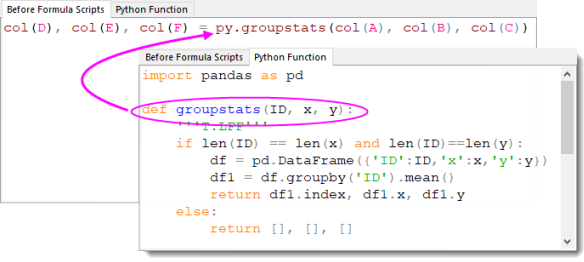 Before Formula Scripts Python Function
col(D), col(E), col(F) = py.groupstats(col(A), col(B), col(C))
Before Formula Scripts Python Function
import pandas as pd
def groupstats(ID, x, y):
'''T.LFF'''
if len(ID) == len(x) and len(ID)==len(y):
df = pd.DataFrame({'ID':ID,'x':x,'y':y})
df1 = df.groupby('ID').mean()
return df1.index, df1.x, df1.y
else:
return [], [], []